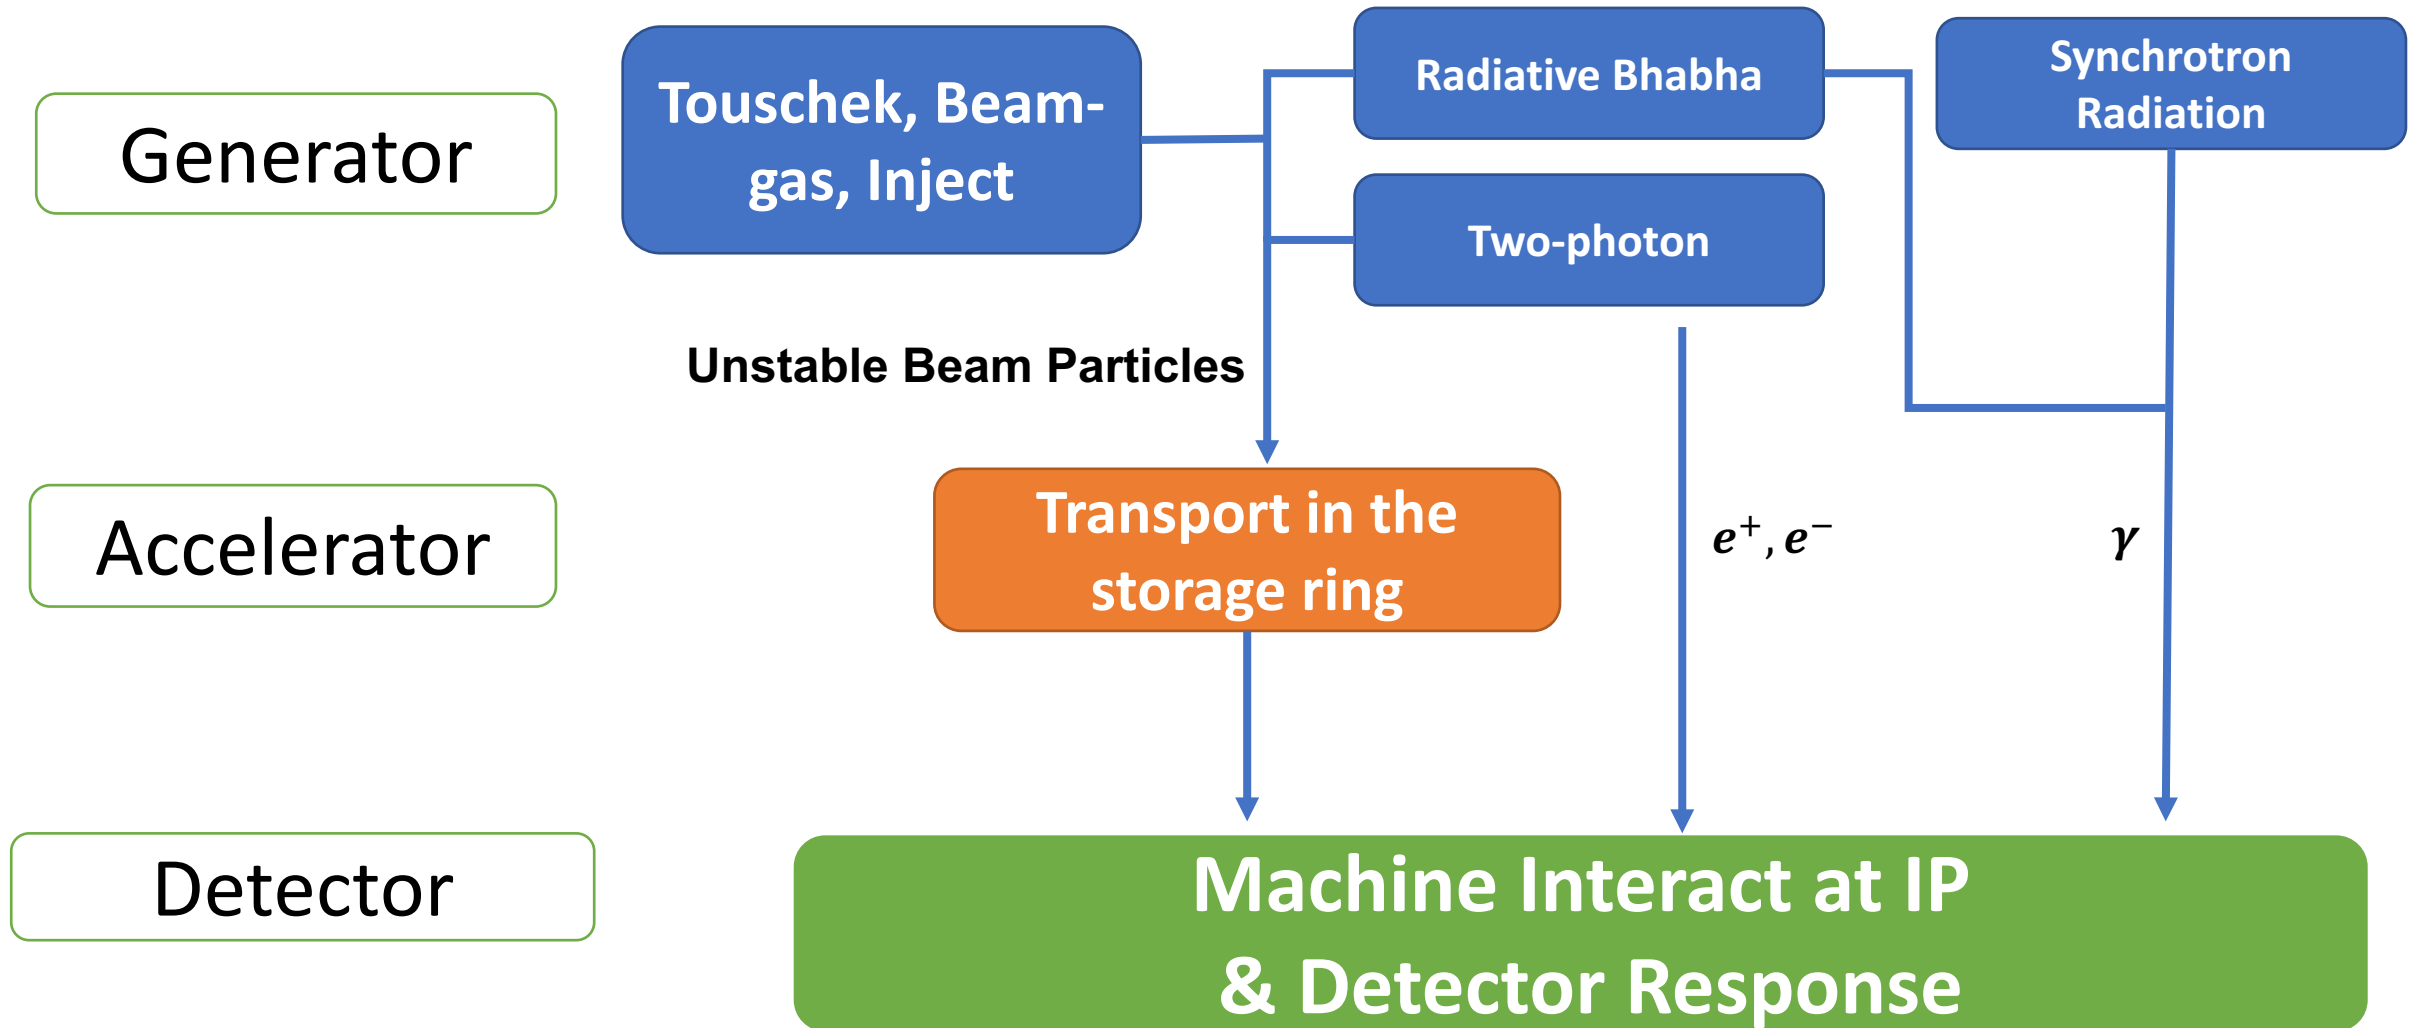 Generator
Touschek, Beam-
gas, Inject
Radiative Bhabha
Two-photon
Synchrotron
Radiation
Unstable Beam Particles
Accelerator
Transport in the
storage ring
e⁺, e⁻
γ
Detector
Machine Interact at IP
& Detector Response